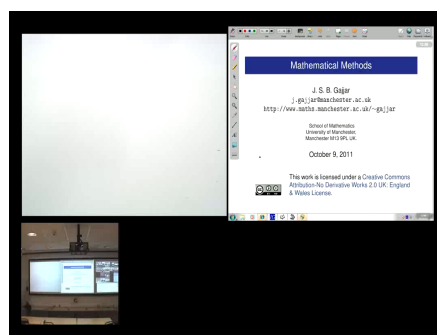 Mathematical Methods
J. S. B. Gajjar
j.gajjar@manchester.ac.uk
http://www.maths.manchester.ac.uk/~gajjar
School of Mathematics
University of Manchester,
Manchester M13 9PL UK.
October 9, 2011
This work is licensed under a Creative Commons
Attribution-No Derivative Works 2.0 UK: England
& Wales License.